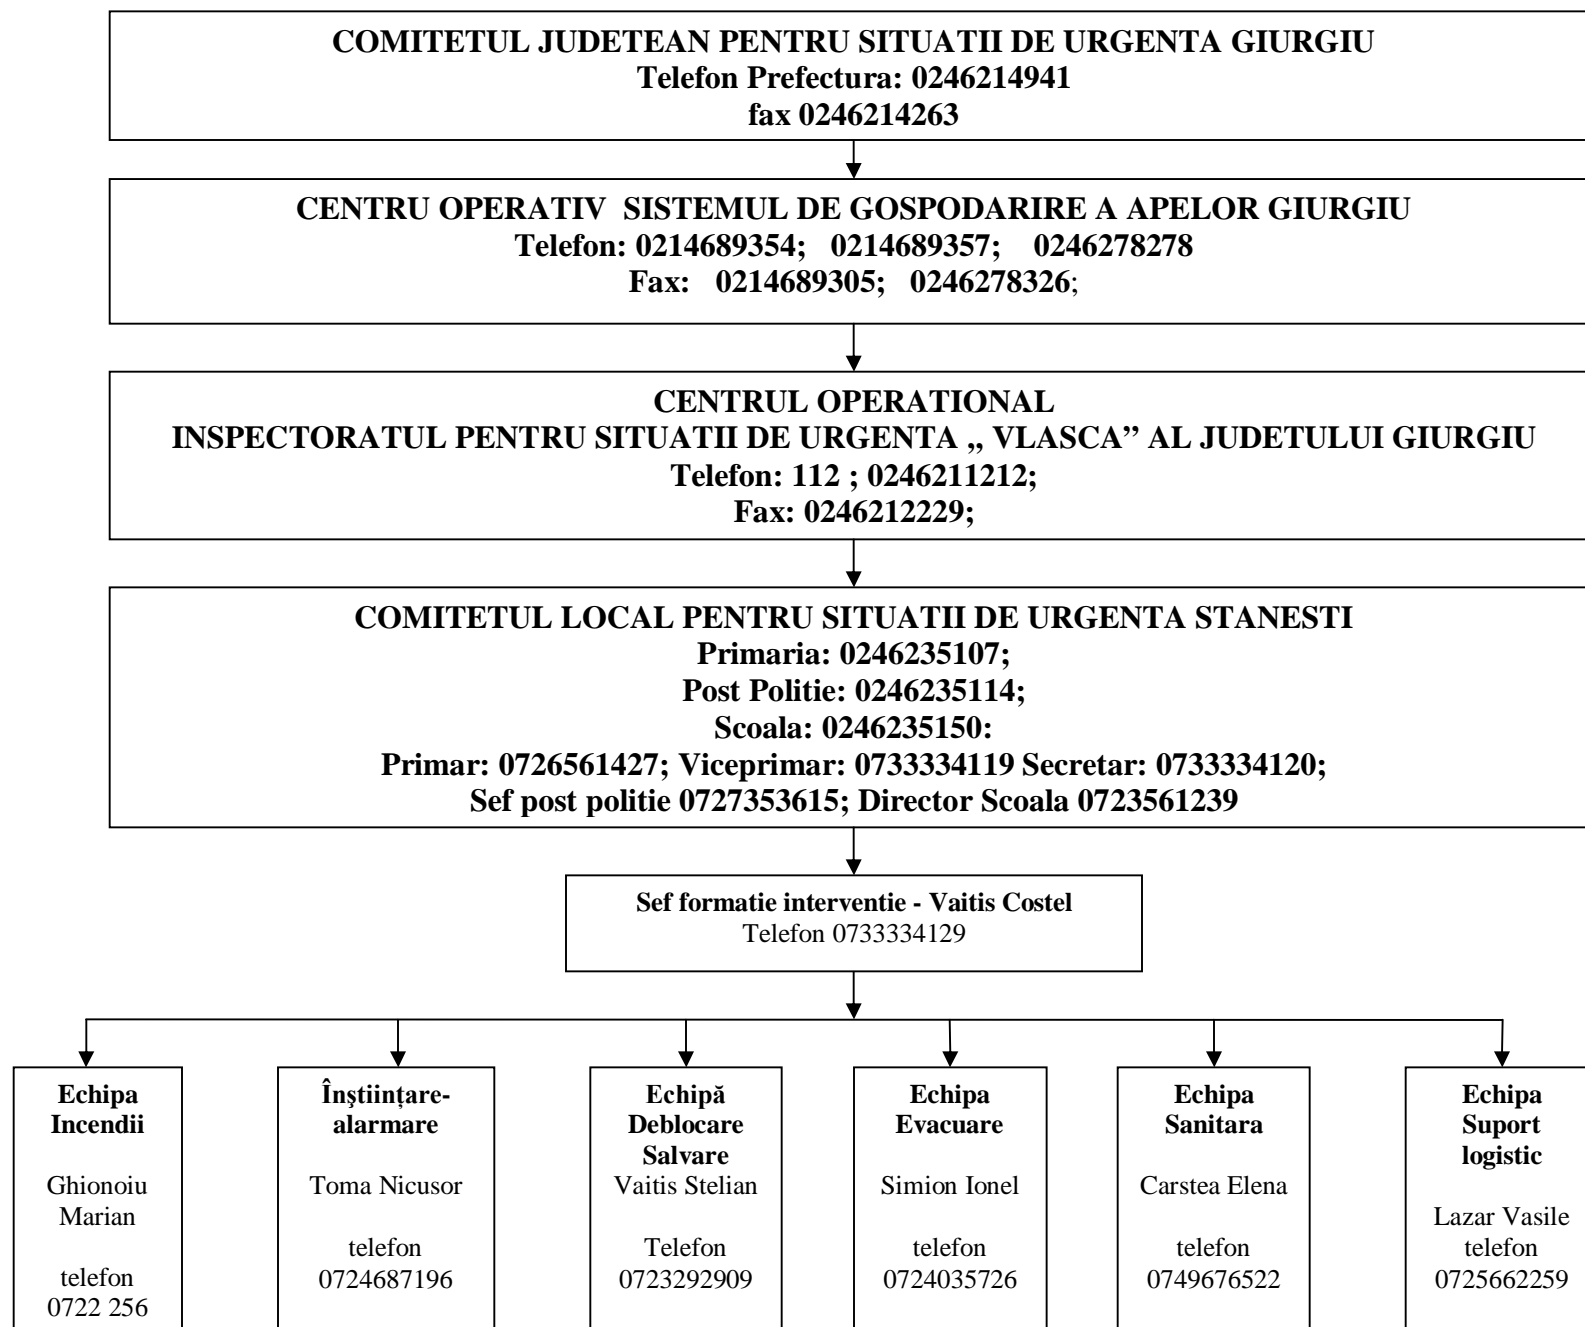 COMITETUL JUDETEAN PENTRU SITUATII DE URGENTA GIURGIU
Telefon Prefectura: 0246214941
fax 0246214263
CENTRU OPERATIV SISTEMUL DE GOSPODARIRE A APELOR GIURGIU
Telefon: 0214689354; 0214689357; 0246278278
Fax: 0214689305; 0246278326;
CENTRUL OPERATIONAL
INSPECTORATUL PENTRU SITUATII DE URGENTA „ VLASCA” AL JUDETULUI GIURGIU
Telefon: 112 ; 0246211212;
Fax: 0246212229;
COMITETUL LOCAL PENTRU SITUATII DE URGENTA STANESTI
Primaria: 0246235107;
Post Politie: 0246235114;
Scoala: 0246235150:
Primar: 0726561427; Viceprimar: 0733334119 Secretar: 0733334120;
Sef post politie 0727353615; Director Scoala 0723561239
Sef formatie interventie - Vaitis Costel
Telefon 0733334129
Echipa
Incendii
Ghionoiu
Marian
telefon
0722 256
Înştiinţare-
alarmare
Toma Nicusor
telefon
0724687196
Echipă
Deblocare
Salvare
Vaitis Stelian
Telefon
0723292909
Echipa
Evacuare
Simion Ionel
telefon
0724035726
Echipa
Sanitara
Carstea Elena
telefon
0749676522
Echipa
Suport
logistic
Lazar Vasile
telefon
0725662259